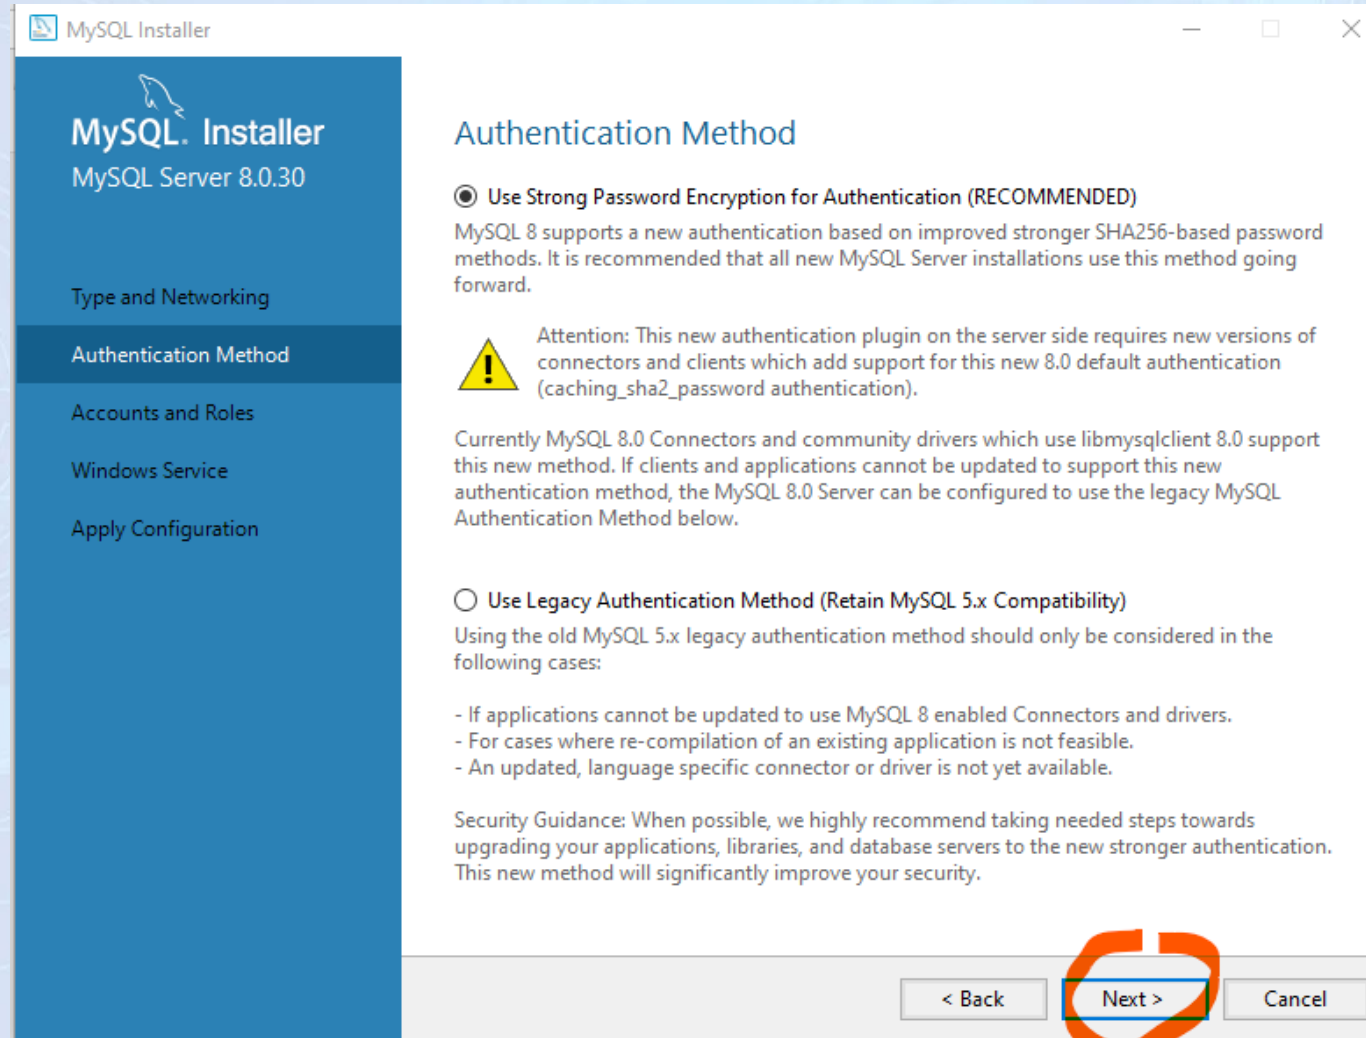 MySQL Installer
MySQL. Installer
MySQL Server 8.0.30
Type and Networking
Authentication Method
Accounts and Roles
Windows Service
Apply Configuration
Authentication Method
Use Strong Password Encryption for Authentication (RECOMMENDED)
MySQL 8 supports a new authentication based on improved stronger SHA256-based password
methods. It is recommended that all new MySQL Server installations use this method going
forward.
Attention: This new authentication plugin on the server side requires new versions of
connectors and clients which add support for this new 8.0 default authentication
(caching_sha2_password authentication).
Currently MySQL 8.0 Connectors and community drivers which use libmysqlclient 8.0 support
this new method. If clients and applications cannot be updated to support this new
authentication method, the MySQL 8.0 Server can be configured to use the legacy MySQL
Authentication Method below.
Use Legacy Authentication Method (Retain MySQL 5.x Compatibility)
Using the old MySQL 5.x legacy authentication method should only be considered in the
following cases:
- If applications cannot be updated to use MySQL 8 enabled Connectors and drivers.
- For cases where re-compilation of an existing application is not feasible.
- An updated, language specific connector or driver is not yet available.
Security Guidance: When possible, we highly recommend taking needed steps towards
upgrading your applications, libraries, and database servers to the new stronger authentication.
This new method will significantly improve your security.
< Back
Next >
Cancel